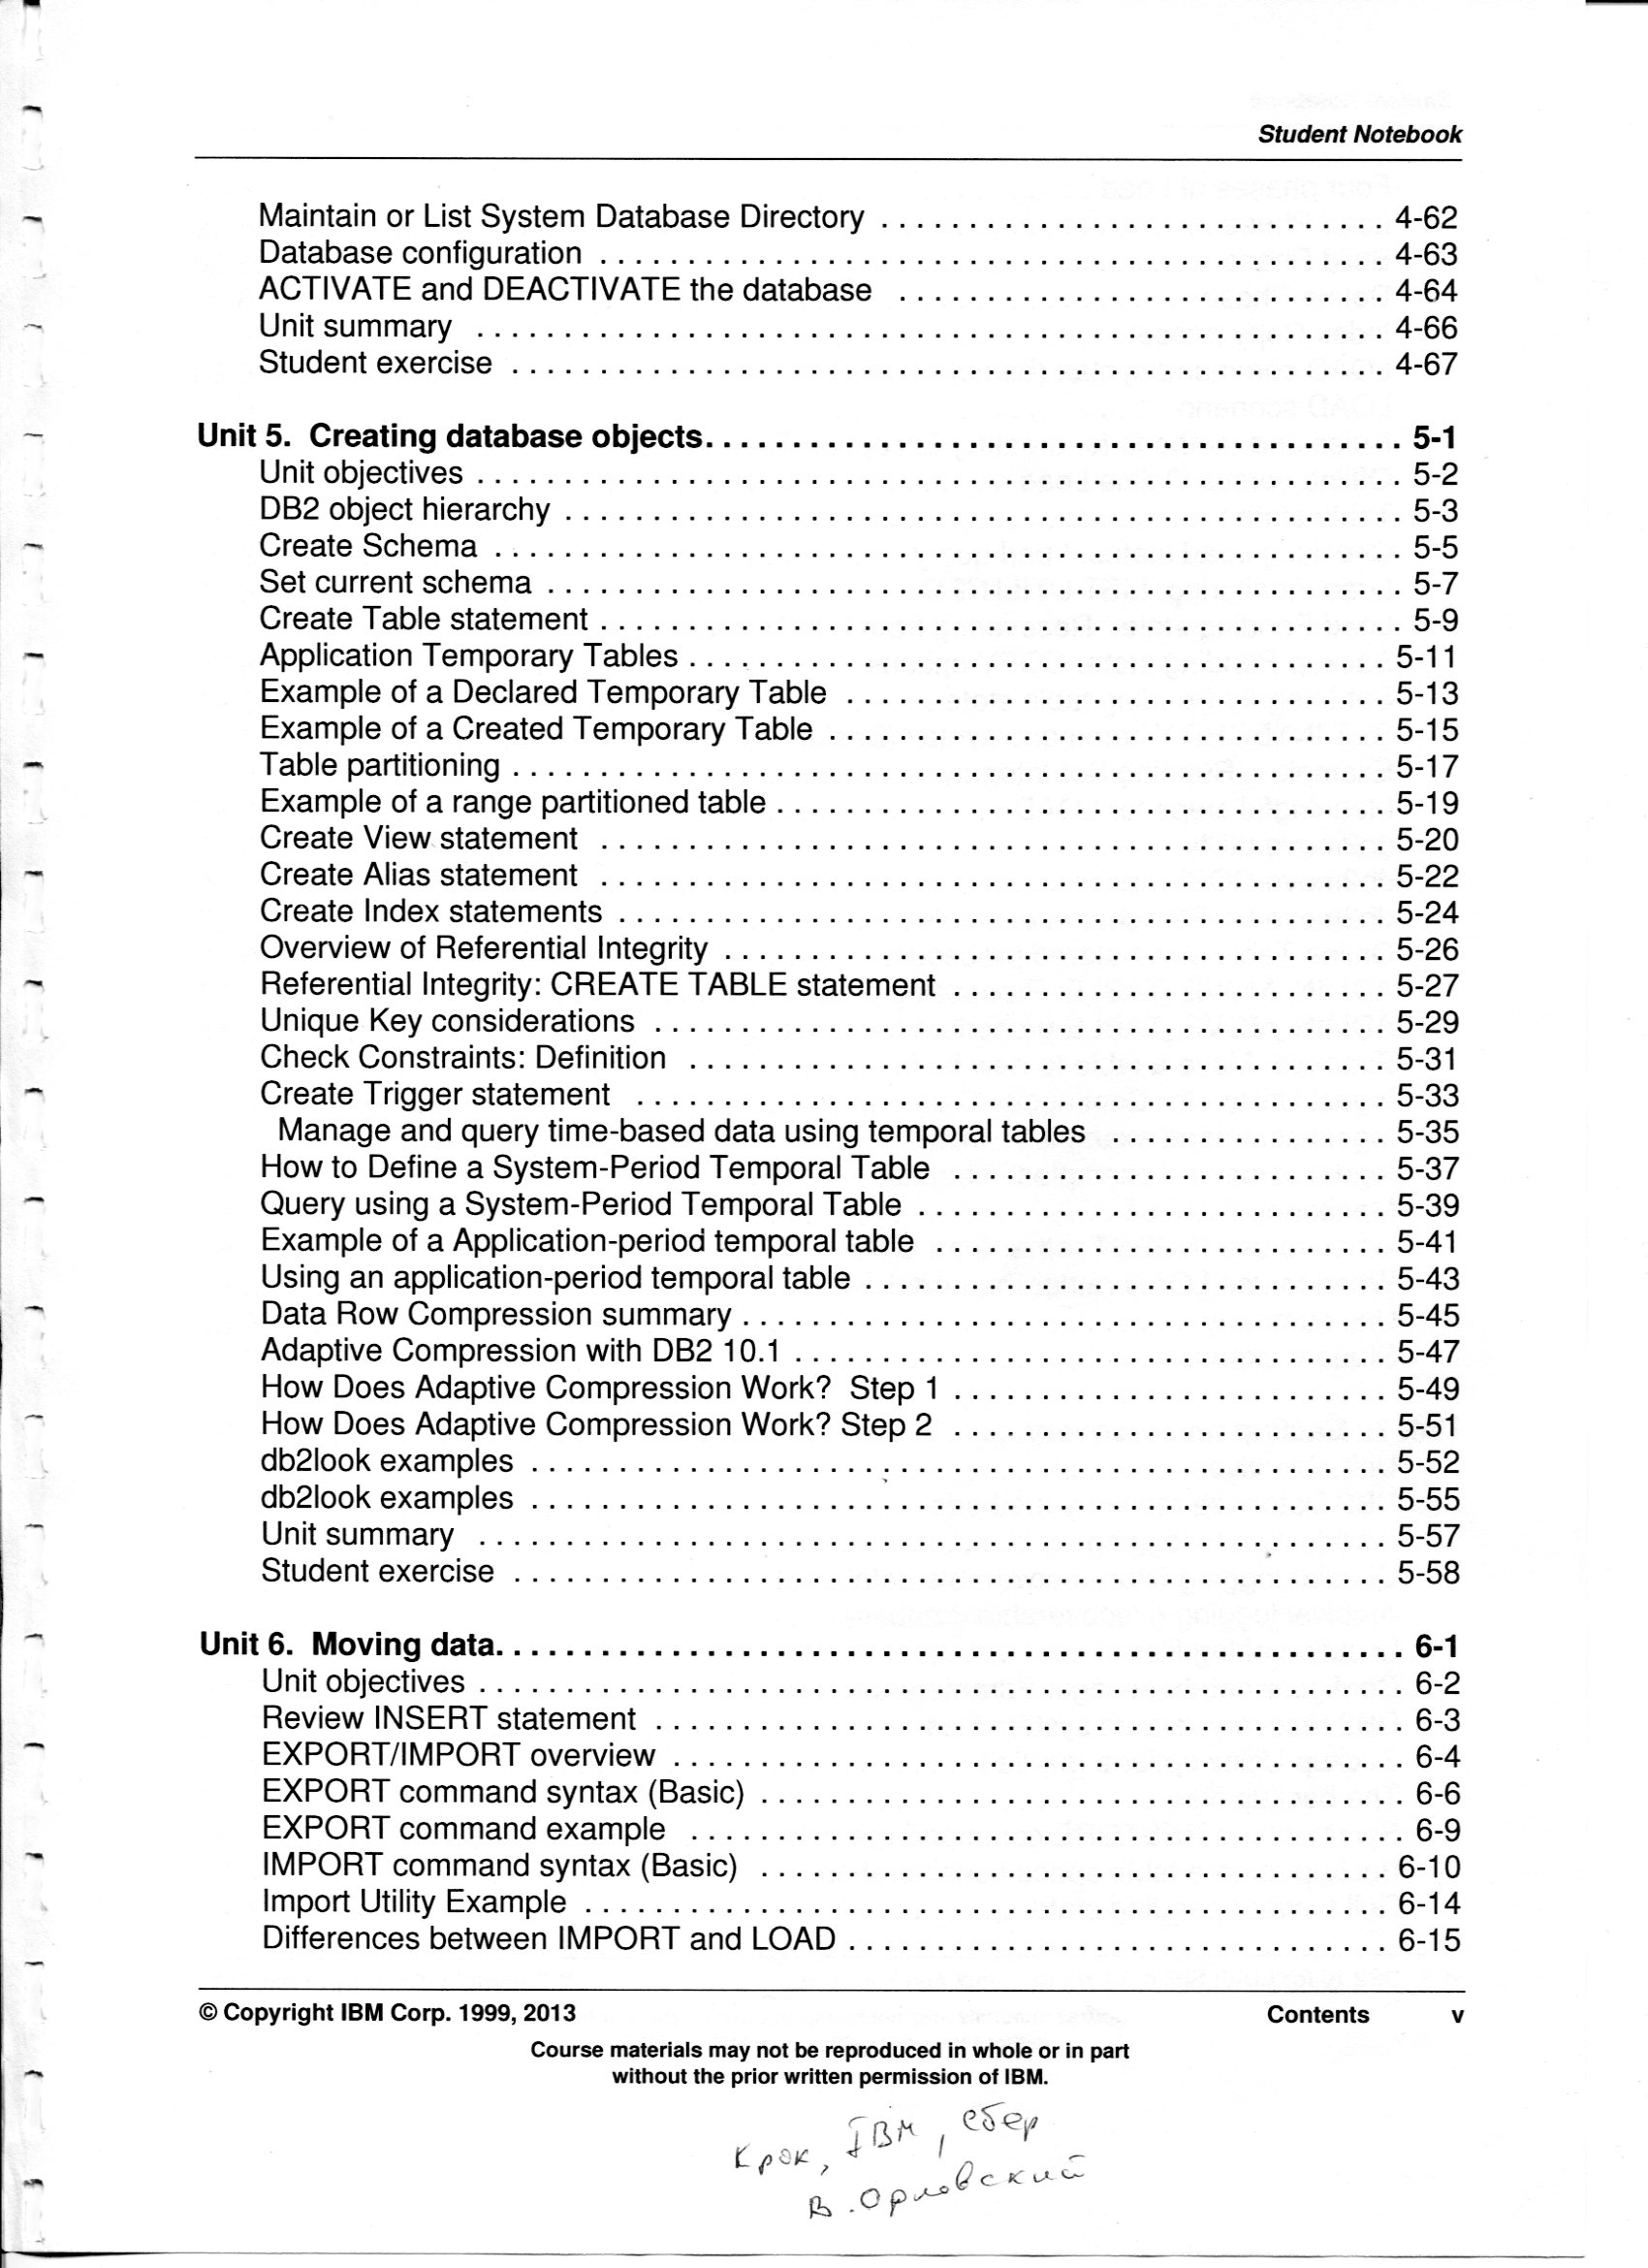 Student Notebook
Maintain or List System Database Directory . . . . . . . . . . . . . . . . . . . . . . . . . . . . . 4-62
Database configuration . . . . . . . . . . . . . . . . . . . . . . . . . . . . . . . . . . . . . . . . . . . . . 4-63
ACTIVATE and DEACTIVATE the database . . . . . . . . . . . . . . . . . . . . . . . . . . . . 4-64
Unit summary . . . . . . . . . . . . . . . . . . . . . . . . . . . . . . . . . . . . . . . . . . . . . . . . . . . . 4-66
Student exercise . . . . . . . . . . . . . . . . . . . . . . . . . . . . . . . . . . . . . . . . . . . . . . . . . . 4-67
Unit 5. Creating database objects. . . . . . . . . . . . . . . . . . . . . . . . . . . . . . . . . . . . . . . 5-1
Unit objectives . . . . . . . . . . . . . . . . . . . . . . . . . . . . . . . . . . . . . . . . . . . . . . . . . . . . . 5-2
DB2 object hierarchy . . . . . . . . . . . . . . . . . . . . . . . . . . . . . . . . . . . . . . . . . . . . . . . . 5-3
Create Schema . . . . . . . . . . . . . . . . . . . . . . . . . . . . . . . . . . . . . . . . . . . . . . . . . . . . 5-5
Set current schema . . . . . . . . . . . . . . . . . . . . . . . . . . . . . . . . . . . . . . . . . . . . . . . . . 5-7
Create Table statement . . . . . . . . . . . . . . . . . . . . . . . . . . . . . . . . . . . . . . . . . . . . . . 5-9
Application Temporary Tables . . . . . . . . . . . . . . . . . . . . . . . . . . . . . . . . . . . . . . . . 5-11
Example of a Declared Temporary Table . . . . . . . . . . . . . . . . . . . . . . . . . . . . . . . 5-13
Example of a Created Temporary Table . . . . . . . . . . . . . . . . . . . . . . . . . . . . . . . . 5-15
Table partitioning . . . . . . . . . . . . . . . . . . . . . . . . . . . . . . . . . . . . . . . . . . . . . . . . . . 5-17
Example of a range partitioned table . . . . . . . . . . . . . . . . . . . . . . . . . . . . . . . . . . . 5-19
Create View statement . . . . . . . . . . . . . . . . . . . . . . . . . . . . . . . . . . . . . . . . . . . . . 5-20
Create Alias statement . . . . . . . . . . . . . . . . . . . . . . . . . . . . . . . . . . . . . . . . . . . . . 5-22
Create Index statements . . . . . . . . . . . . . . . . . . . . . . . . . . . . . . . . . . . . . . . . . . . . 5-24
Overview of Referential Integrity . . . . . . . . . . . . . . . . . . . . . . . . . . . . . . . . . . . . . . 5-26
Referential Integrity: CREATE TABLE statement . . . . . . . . . . . . . . . . . . . . . . . . . 5-27
Unique Key considerations . . . . . . . . . . . . . . . . . . . . . . . . . . . . . . . . . . . . . . . . . . 5-29
Check Constraints: Definition . . . . . . . . . . . . . . . . . . . . . . . . . . . . . . . . . . . . . . . . 5-31
Create Trigger statement . . . . . . . . . . . . . . . . . . . . . . . . . . . . . . . . . . . . . . . . . . . 5-33
Manage and query time-based data using temporal tables . . . . . . . . . . . . . . . . 5-35
How to Define a System-Period Temporal Table . . . . . . . . . . . . . . . . . . . . . . . . . 5-37
Query using a System-Period Temporal Table . . . . . . . . . . . . . . . . . . . . . . . . . . . 5-39
Example of a Application-period temporal table . . . . . . . . . . . . . . . . . . . . . . . . . . 5-41
Using an application-period temporal table . . . . . . . . . . . . . . . . . . . . . . . . . . . . . . 5-43
Data Row Compression summary . . . . . . . . . . . . . . . . . . . . . . . . . . . . . . . . . . . . . 5-45
Adaptive Compression with DB2 10.1 . . . . . . . . . . . . . . . . . . . . . . . . . . . . . . . . . . 5-47
How Does Adaptive Compression Work? Step 1 . . . . . . . . . . . . . . . . . . . . . . . . . 5-49
How Does Adaptive Compression Work? Step 2 . . . . . . . . . . . . . . . . . . . . . . . . . 5-51
db2look examples . . . . . . . . . . . . . . . . . . . . . . . . . . . . . . . . . . . . . . . . . . . . . . . . . 5-52
db2look examples . . . . . . . . . . . . . . . . . . . . . . . . . . . . . . . . . . . . . . . . . . . . . . . . . 5-55
Unit summary . . . . . . . . . . . . . . . . . . . . . . . . . . . . . . . . . . . . . . . . . . . . . . . . . . . . 5-57
Student exercise . . . . . . . . . . . . . . . . . . . . . . . . . . . . . . . . . . . . . . . . . . . . . . . . . . 5-58
Unit 6. Moving data. . . . . . . . . . . . . . . . . . . . . . . . . . . . . . . . . . . . . . . . . . . . . . . . . . . 6-1
Unit objectives . . . . . . . . . . . . . . . . . . . . . . . . . . . . . . . . . . . . . . . . . . . . . . . . . . . . . 6-2
Review INSERT statement . . . . . . . . . . . . . . . . . . . . . . . . . . . . . . . . . . . . . . . . . . . 6-3
EXPORT/IMPORT overview . . . . . . . . . . . . . . . . . . . . . . . . . . . . . . . . . . . . . . . . . . 6-4
EXPORT command syntax (Basic) . . . . . . . . . . . . . . . . . . . . . . . . . . . . . . . . . . . . . 6-6
EXPORT command example . . . . . . . . . . . . . . . . . . . . . . . . . . . . . . . . . . . . . . . . . 6-9
IMPORT command syntax (Basic) . . . . . . . . . . . . . . . . . . . . . . . . . . . . . . . . . . . . 6-10
Import Utility Example . . . . . . . . . . . . . . . . . . . . . . . . . . . . . . . . . . . . . . . . . . . . . . 6-14
Differences between IMPORT and LOAD . . . . . . . . . . . . . . . . . . . . . . . . . . . . . . . 6-15
© Copyright IBM Corp. 1999, 2013 Contents v
Course materials may not be reproduced in whole or in part
without the prior written permission of IBM.
Крок, IBM, сбер
В. Орловский